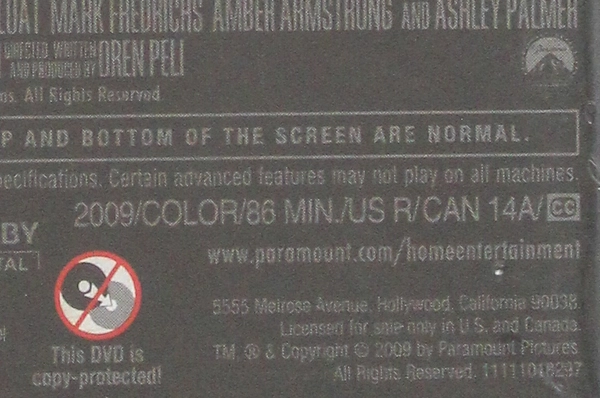 MARK FREDRICHS AMBER ARMSTRONG AND ASHLEY PALMER
DIRECTED WRITTEN AND PRODUCED BY OREN PELI
Paramount
All Rights Reserved.
P AND BOTTOM OF THE SCREEN ARE NORMAL.
pecifications. Certain advanced features may not play on all machines.
2009/COLOR/86 MIN./US R/CAN 14A/CC
BY
TAL
www.paramount.com/homeentertainment
5555 Melrose Avenue, Hollywood, California 90038
Licensed for sale only in U.S. and Canada.
TM, ® & Copyright © 2009 by Paramount Pictures.
All Rights Reserved.
This DVD is
copy-protected!